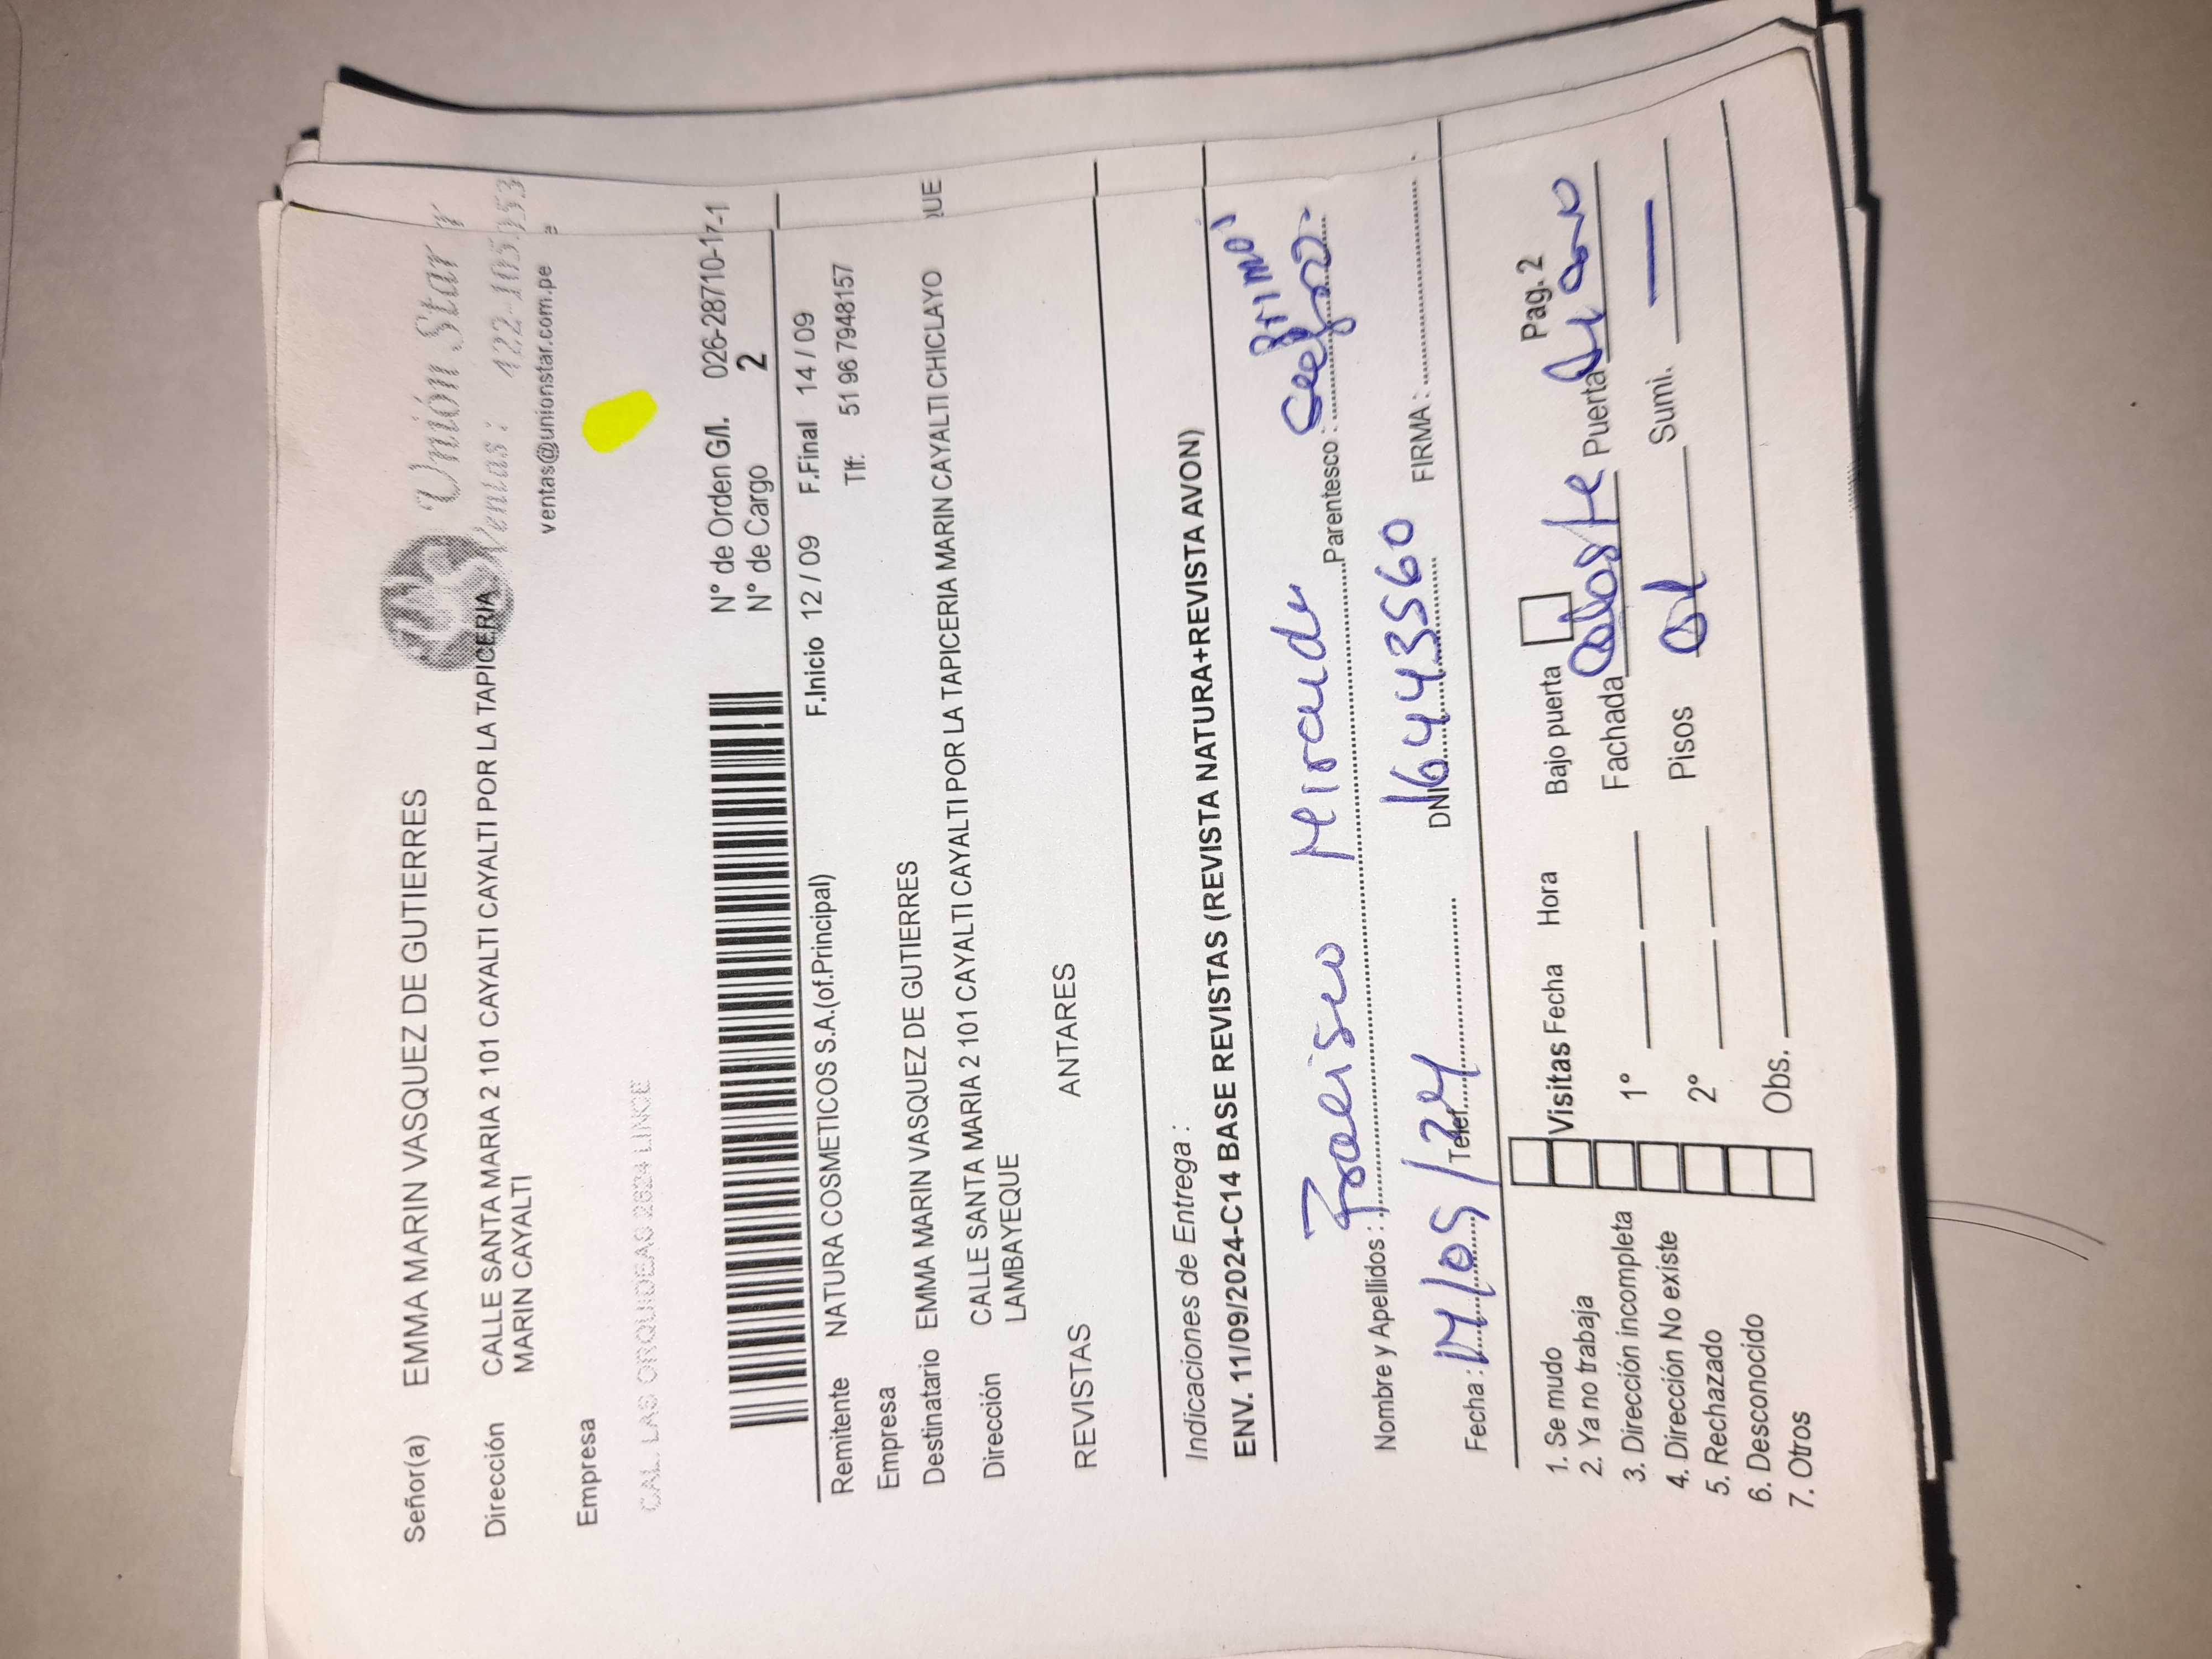 Unión Star
Ventas: 422-105
ventas@unionstar.com.pe
Señor(a) EMMA MARIN VASQUEZ DE GUTIERRES
Dirección CALLE SANTA MARIA 2 101 CAYALTI CAYALTI POR LA TAPICERIA
MARIN CAYALTI
Empresa
CAL. LAS ORQUIDEAS 2624 LINCE
N° de Orden G/I. 026-28710-17-1
N° de Cargo 2
F.Inicio 12 / 09 F.Final 14 / 09
Remitente NATURA COSMETICOS S.A.(of.Principal) Tlf: 51 96 7948157
Empresa
Destinatario EMMA MARIN VASQUEZ DE GUTIERRES
Dirección CALLE SANTA MARIA 2 101 CAYALTI CAYALTI POR LA TAPICERIA MARIN CAYALTI CHICLAYO
LAMBAYEQUE
QUE
REVISTAS ANTARES
Indicaciones de Entrega :
ENV. 11/09/2024-C14 BASE REVISTAS (REVISTA NATURA+REVISTA AVON)
Nombre y Apellidos : Miranda Parentesco :
Fecha : Telef. DNI 16443560 FIRMA :
Pag. 2
1. Se mudo
2. Ya no trabaja
3. Dirección incompleta
4. Dirección No existe
5. Rechazado
6. Desconocido
7. Otros
Visitas Fecha Hora Bajo puerta
1° Fachada Celeste Puerta
2° Pisos 01 Sumi. —
Obs.